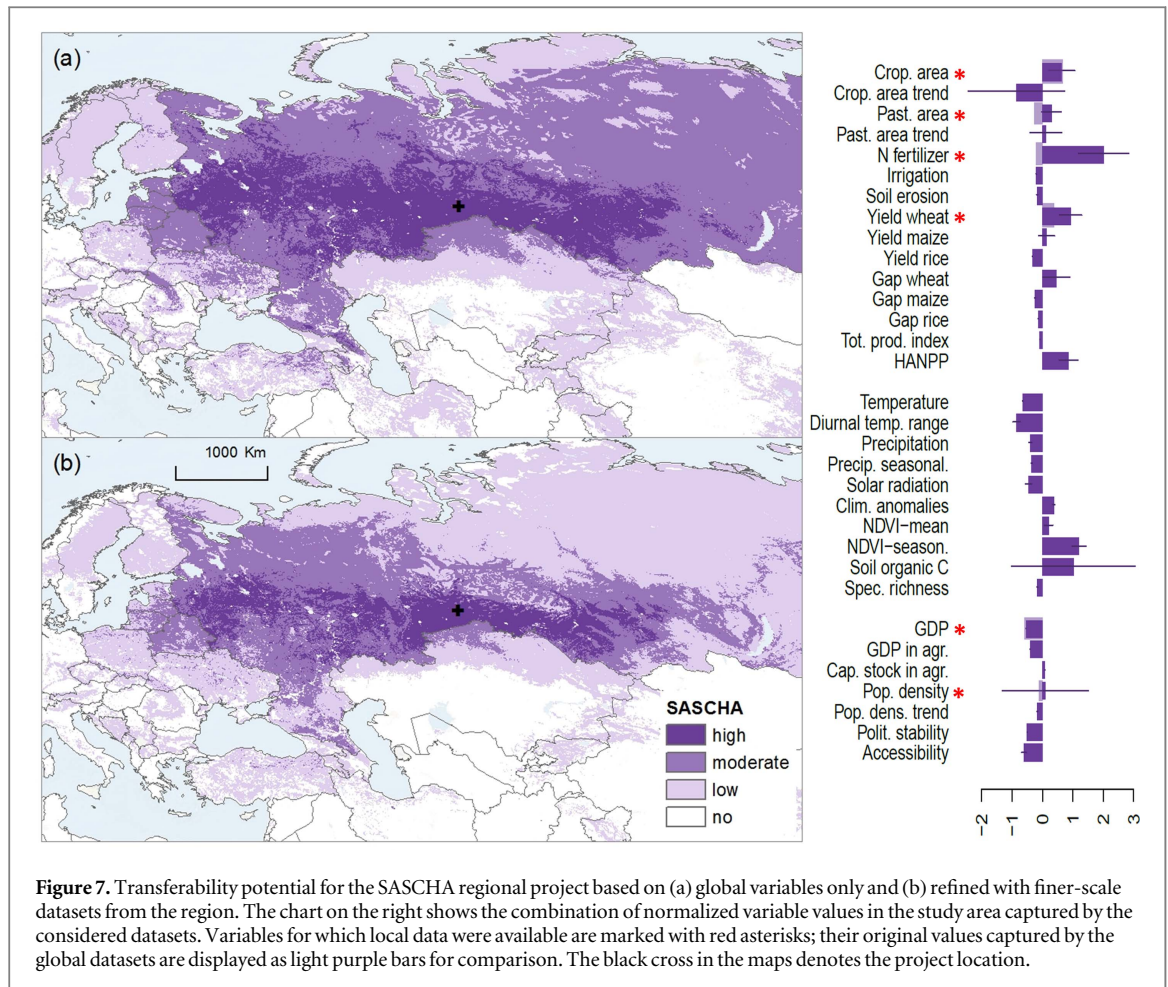 (a)
(b)
1000 Km
SASCHA
high
moderate
low
no
Crop. area *
Crop. area trend
Past. area *
Past. area trend
N fertilizer *
Irrigation
Soil erosion
Yield wheat *
Yield maize
Yield rice
Gap wheat
Gap maize
Gap rice
Tot. prod. index
HANPP
Temperature
Diurnal temp. range
Precipitation
Precip. seasonal.
Solar radiation
Clim. anomalies
NDVI−mean
NDVI−season.
Soil organic C
Spec. richness
GDP *
GDP in agr.
Cap. stock in agr.
Pop. density *
Pop. dens. trend
Polit. stability
Accessibility
−2 −1 0 1 2 3
Figure 7. Transferability potential for the SASCHA regional project based on (a) global variables only and (b) refined with finer-scale
datasets from the region. The chart on the right shows the combination of normalized variable values in the study area captured by the
considered datasets. Variables for which local data were available are marked with red asterisks; their original values captured by the
global datasets are displayed as light purple bars for comparison. The black cross in the maps denotes the project location.